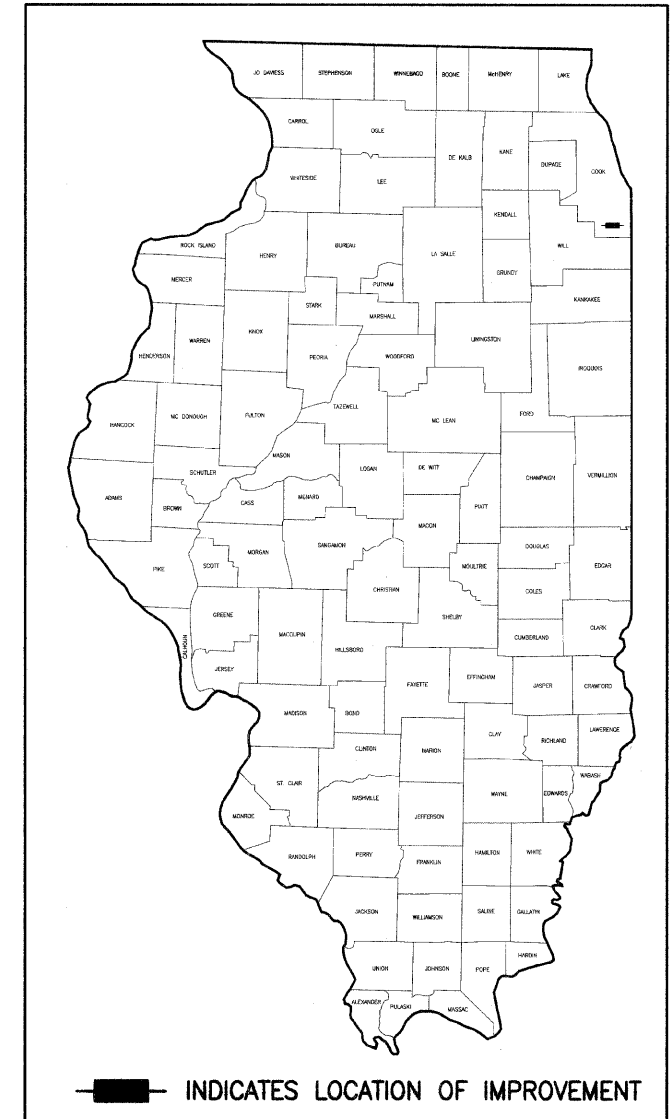 JO DAVIESS STEPHENSON WINNEBAGO BOONE McHENRY LAKE
CARROL OGLE
DE KALB KANE DUPAGE COOK
WHITESIDE LEE
KENDALL
ROCK ISLAND HENRY BUREAU LA SALLE WILL
MERCER PUTNAM GRUNDY
STARK KANKAKEE
MARSHALL
HENDERSON WARREN KNOX PEORIA WOODFORD LIVINGSTON
IROQUOIS
HANCOCK MC DONOUGH FULTON TAZEWELL MC LEAN FORD
MASON
SCHUTLER LOGAN DE WITT
ADAMS BROWN CASS MENARD PIATT CHAMPAIGN VERMILLION
MACON
PIKE SCOTT MORGAN SANGAMON MOULTRIE DOUGLAS EDGAR
CHRISTIAN COLES
GREENE SHELBY
CALHOUN MACOUPIN HILLSBORO CUMBERLAND CLARK
JERSEY
FAYETTE EFFINGHAM JASPER CRAWFORD
MADISON BOND
CLINTON MARION CLAY RICHLAND LAWERENCE
ST. CLAIR WABASH
NASHVILLE WAYNE EDWARDS
MONROE JEFFERSON
RANDOLPH PERRY FRANKLIN HAMILTON WHITE
JACKSON WILLIAMSON SALINE GALLATIN
HARDIN
UNION JOHNSON POPE
ALEXANDER PULASKI MASSAC
INDICATES LOCATION OF IMPROVEMENT